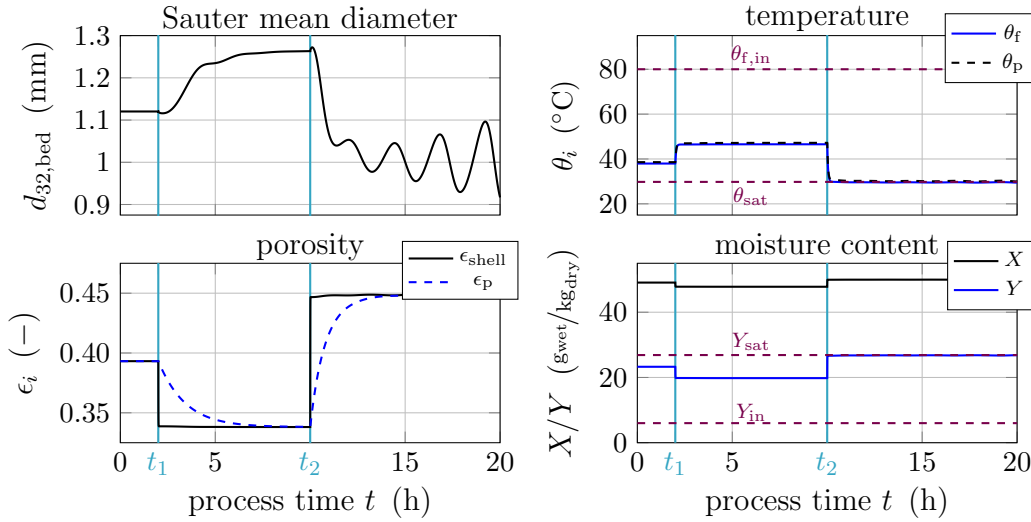 Sauter mean diameter
d32,bed (mm)
1.3
1.2
1.1
1
0.9
temperature
θi (°C)
80
60
40
20
θf,in
θsat
θf
θp
porosity
ϵi (−)
0.45
0.40
0.35
ϵshell
ϵp
0 t1 5 t2 15 20
process time t (h)
moisture content
X/Y (gwet/kgdry)
40
20
0
Ysat
Yin
X
Y
0 t1 5 t2 15 20
process time t (h)